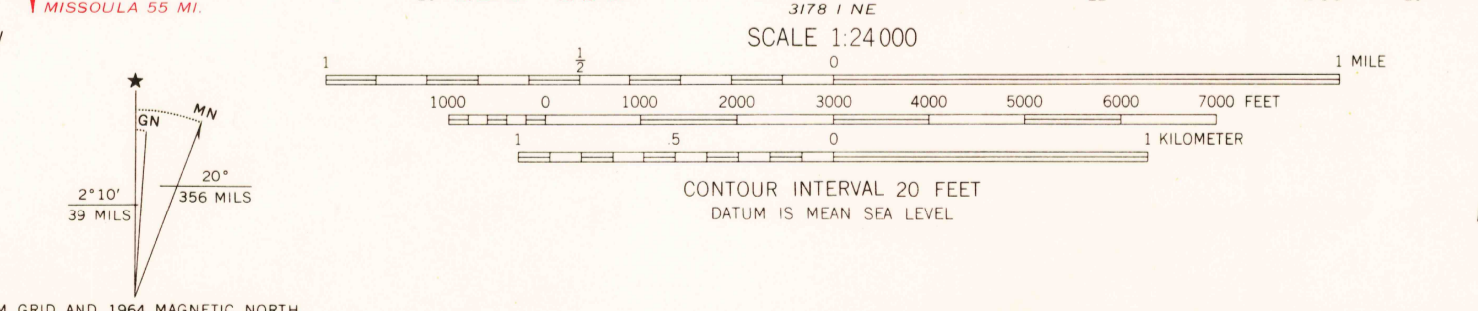 MISSOULA 55 MI.
3178 I NE
SCALE 1:24 000
1 1/2 0 1 MILE
1000 0 1000 2000 3000 4000 5000 6000 7000 FEET
1 .5 0 1 KILOMETER
CONTOUR INTERVAL 20 FEET
DATUM IS MEAN SEA LEVEL
★
GN
MN
2°10′
39 MILS
20°
356 MILS
GRID AND 1964 MAGNETIC NORTH